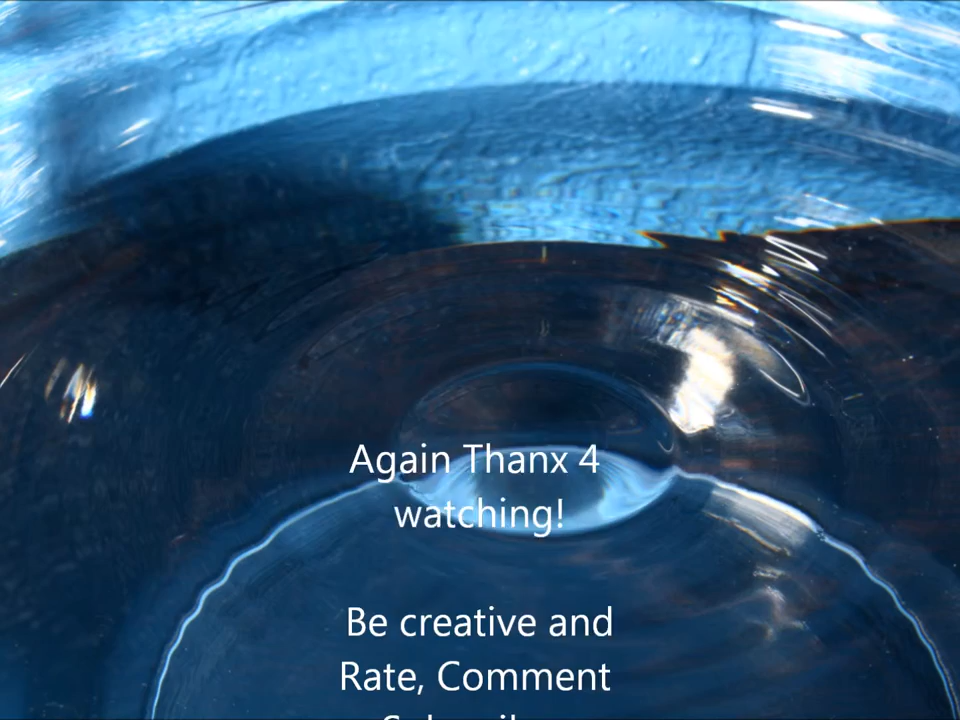 Again Thanx 4
watching!
Be creative and
Rate, Comment